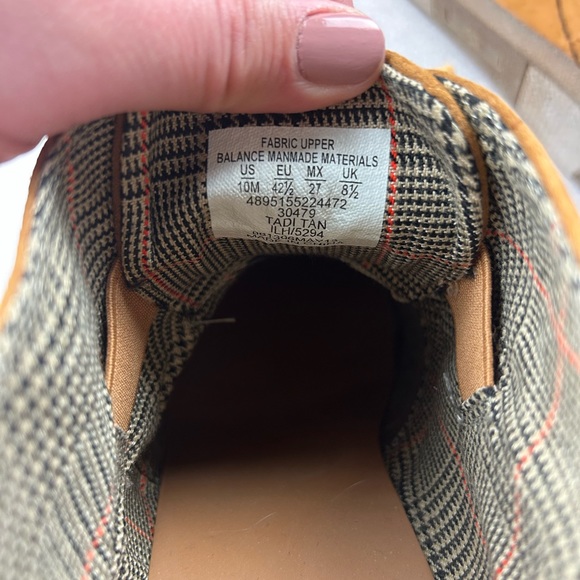 FABRIC UPPER
BALANCE MANMADE MATERIALS
US EU MX UK
10M 42½ 27 8½
4895155224472
30479
TADI TAN
ILH/5294